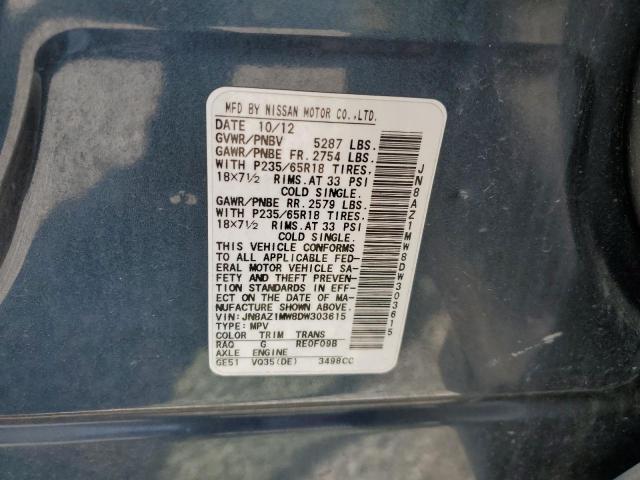 MFD BY NISSAN MOTOR CO.,LTD.
DATE 10/12
GVWR/PNBV 5287 LBS.
GAWR/PNBE FR. 2754 LBS.
WITH P235/65R18 TIRES,
18×7½ RIMS. AT 33 PSI
COLD SINGLE.
GAWR/PNBE RR. 2579 LBS.
WITH P235/65R18 TIRES,
18×7½ RIMS. AT 33 PSI
COLD SINGLE.
THIS VEHICLE CONFORMS
TO ALL APPLICABLE FED-
ERAL MOTOR VEHICLE SA-
FETY AND THEFT PREVEN-
TION STANDARDS IN EFF-
ECT ON THE DATE OF MA-
NUFACTURE SHOWN ABOVE.
VIN: JN8AZ1MW8DW303615
TYPE: MPV
COLOR TRIM TRANS
RAQ G RE0F09B
AXLE ENGINE
GE51 VQ35(DE) 3498CC
JN8AZ1MW8DW303615